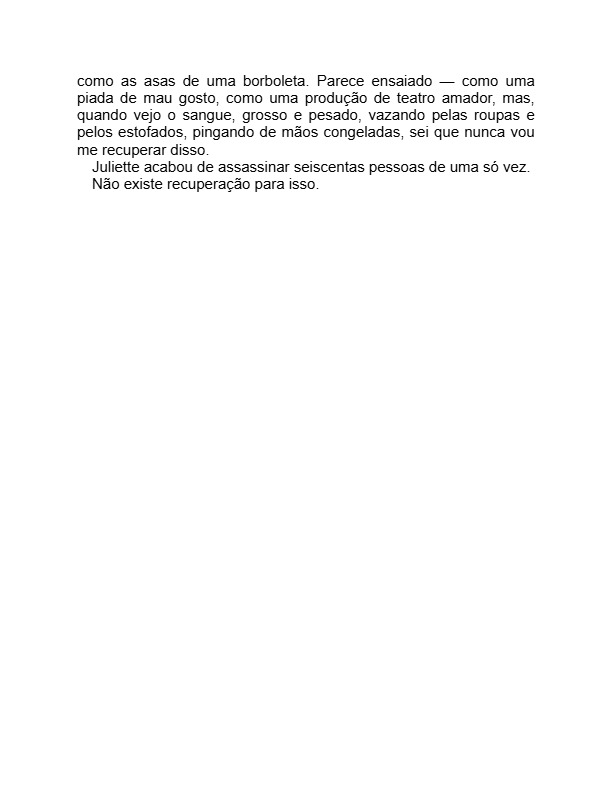 como as asas de uma borboleta. Parece ensaiado — como uma
piada de mau gosto, como uma produção de teatro amador, mas,
quando vejo o sangue, grosso e pesado, vazando pelas roupas e
pelos estofados, pingando de mãos congeladas, sei que nunca vou
me recuperar disso.
Juliette acabou de assassinar seiscentas pessoas de uma só vez.
Não existe recuperação para isso.